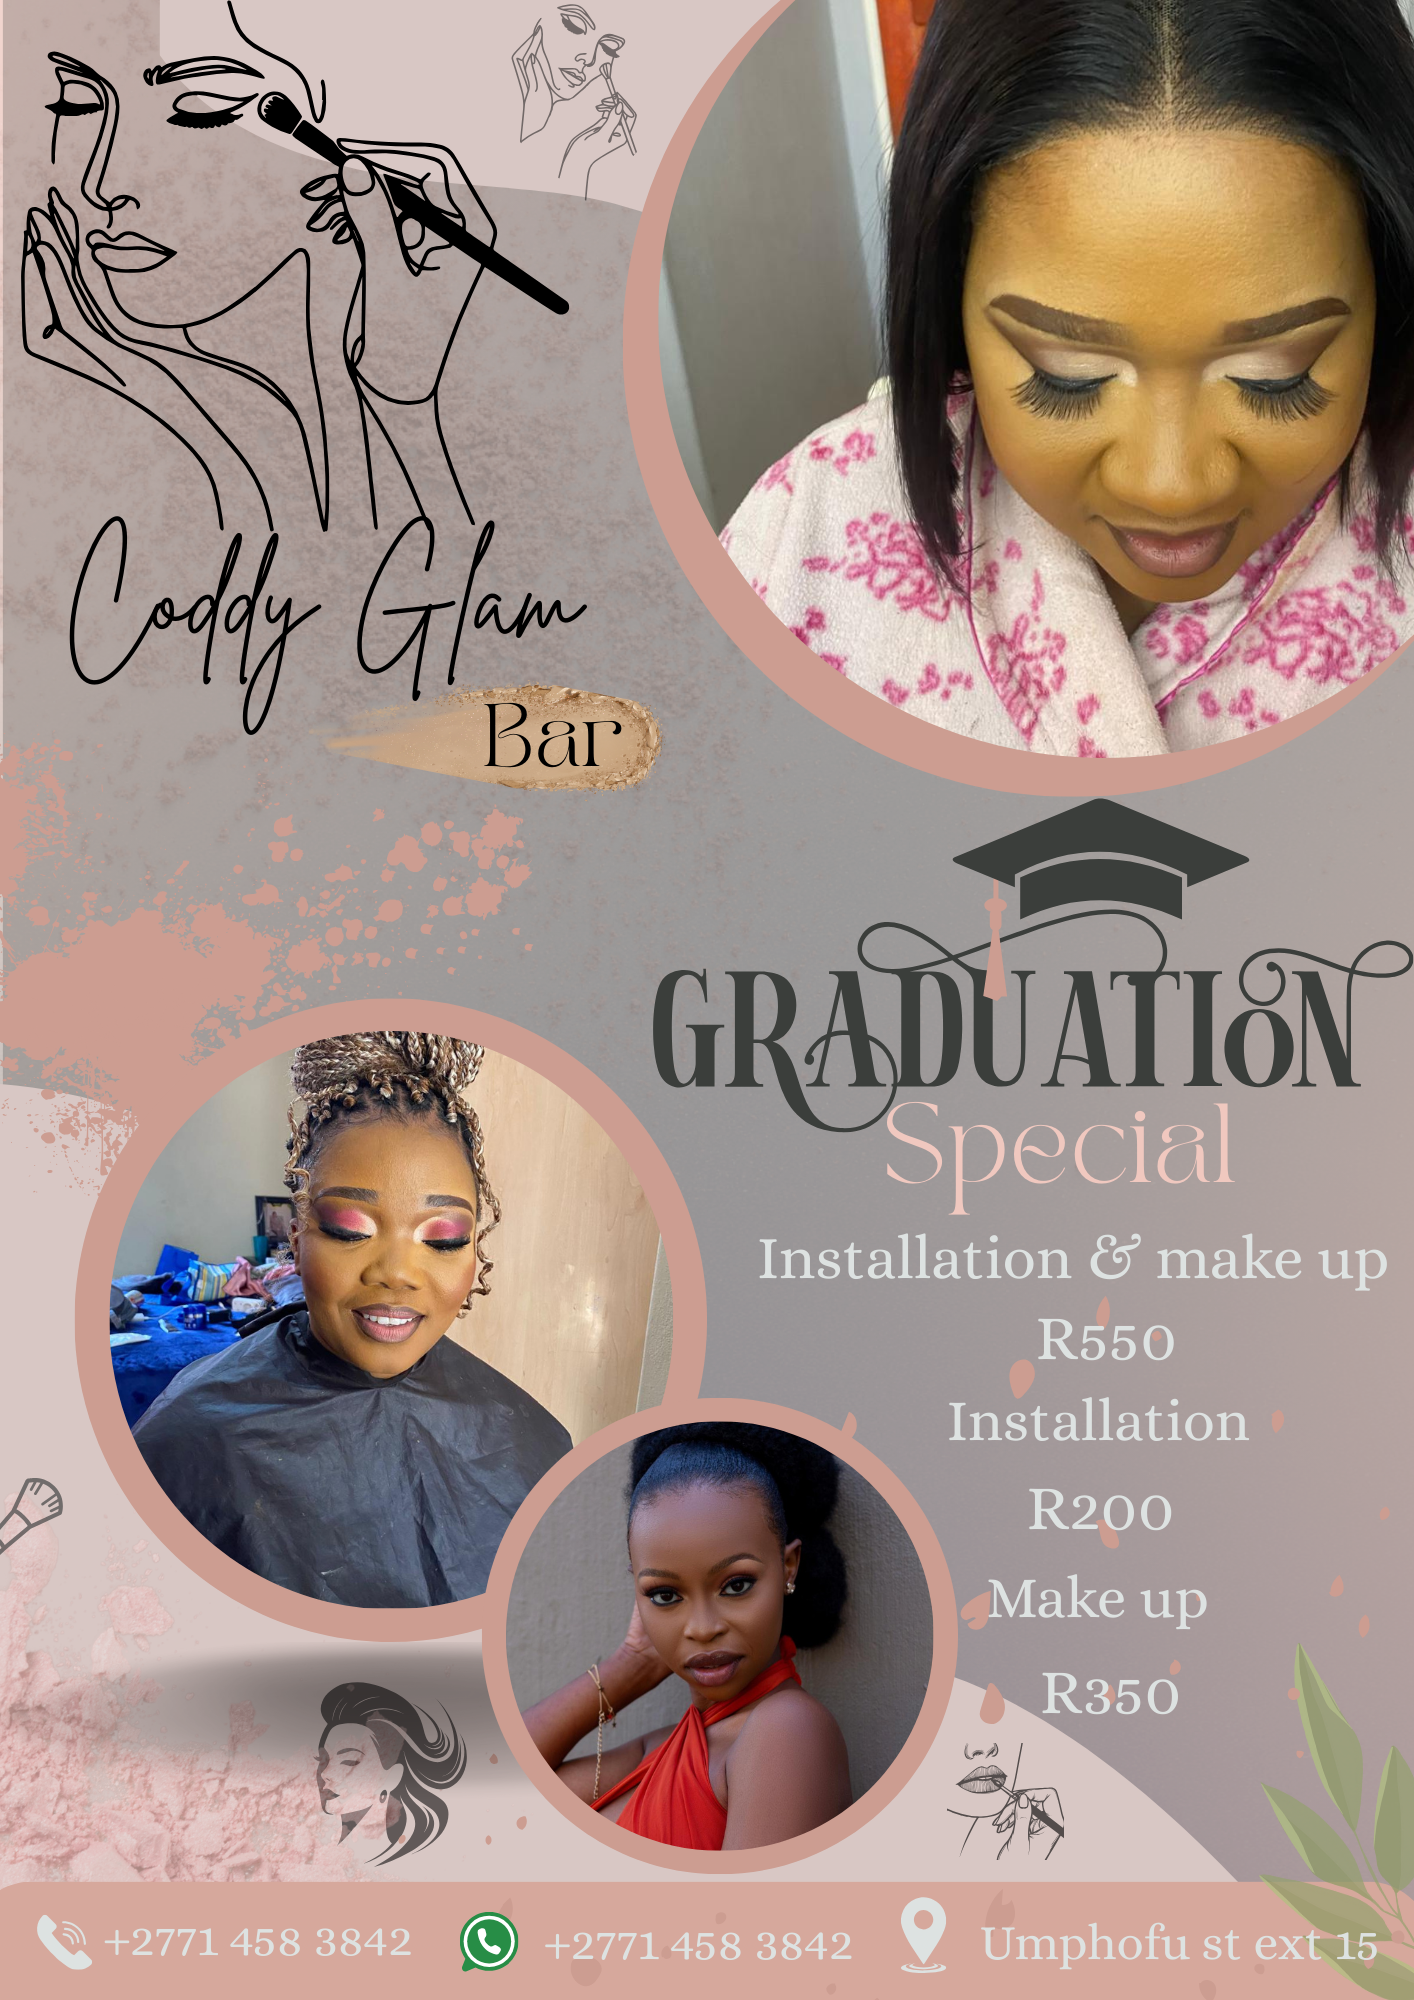 Coddy Glam
Bar
GRADUATION
Special
Installation & make up
R550
Installation
R200
Make up
R350
+2771 458 3842
+2771 458 3842
Umphofu st ext 15